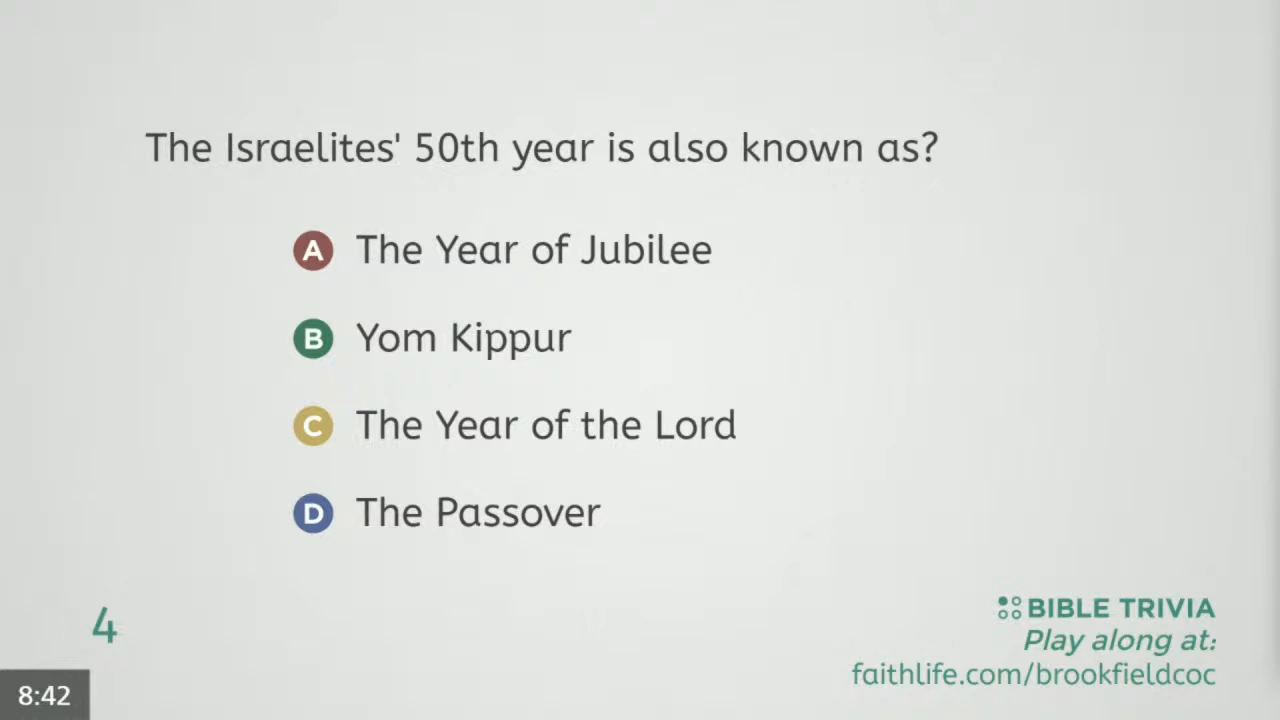 The Israelites' 50th year is also known as?
A The Year of Jubilee
B Yom Kippur
C The Year of the Lord
D The Passover
4
BIBLE TRIVIA
Play along at:
faithlife.com/brookfieldcoc
8:42